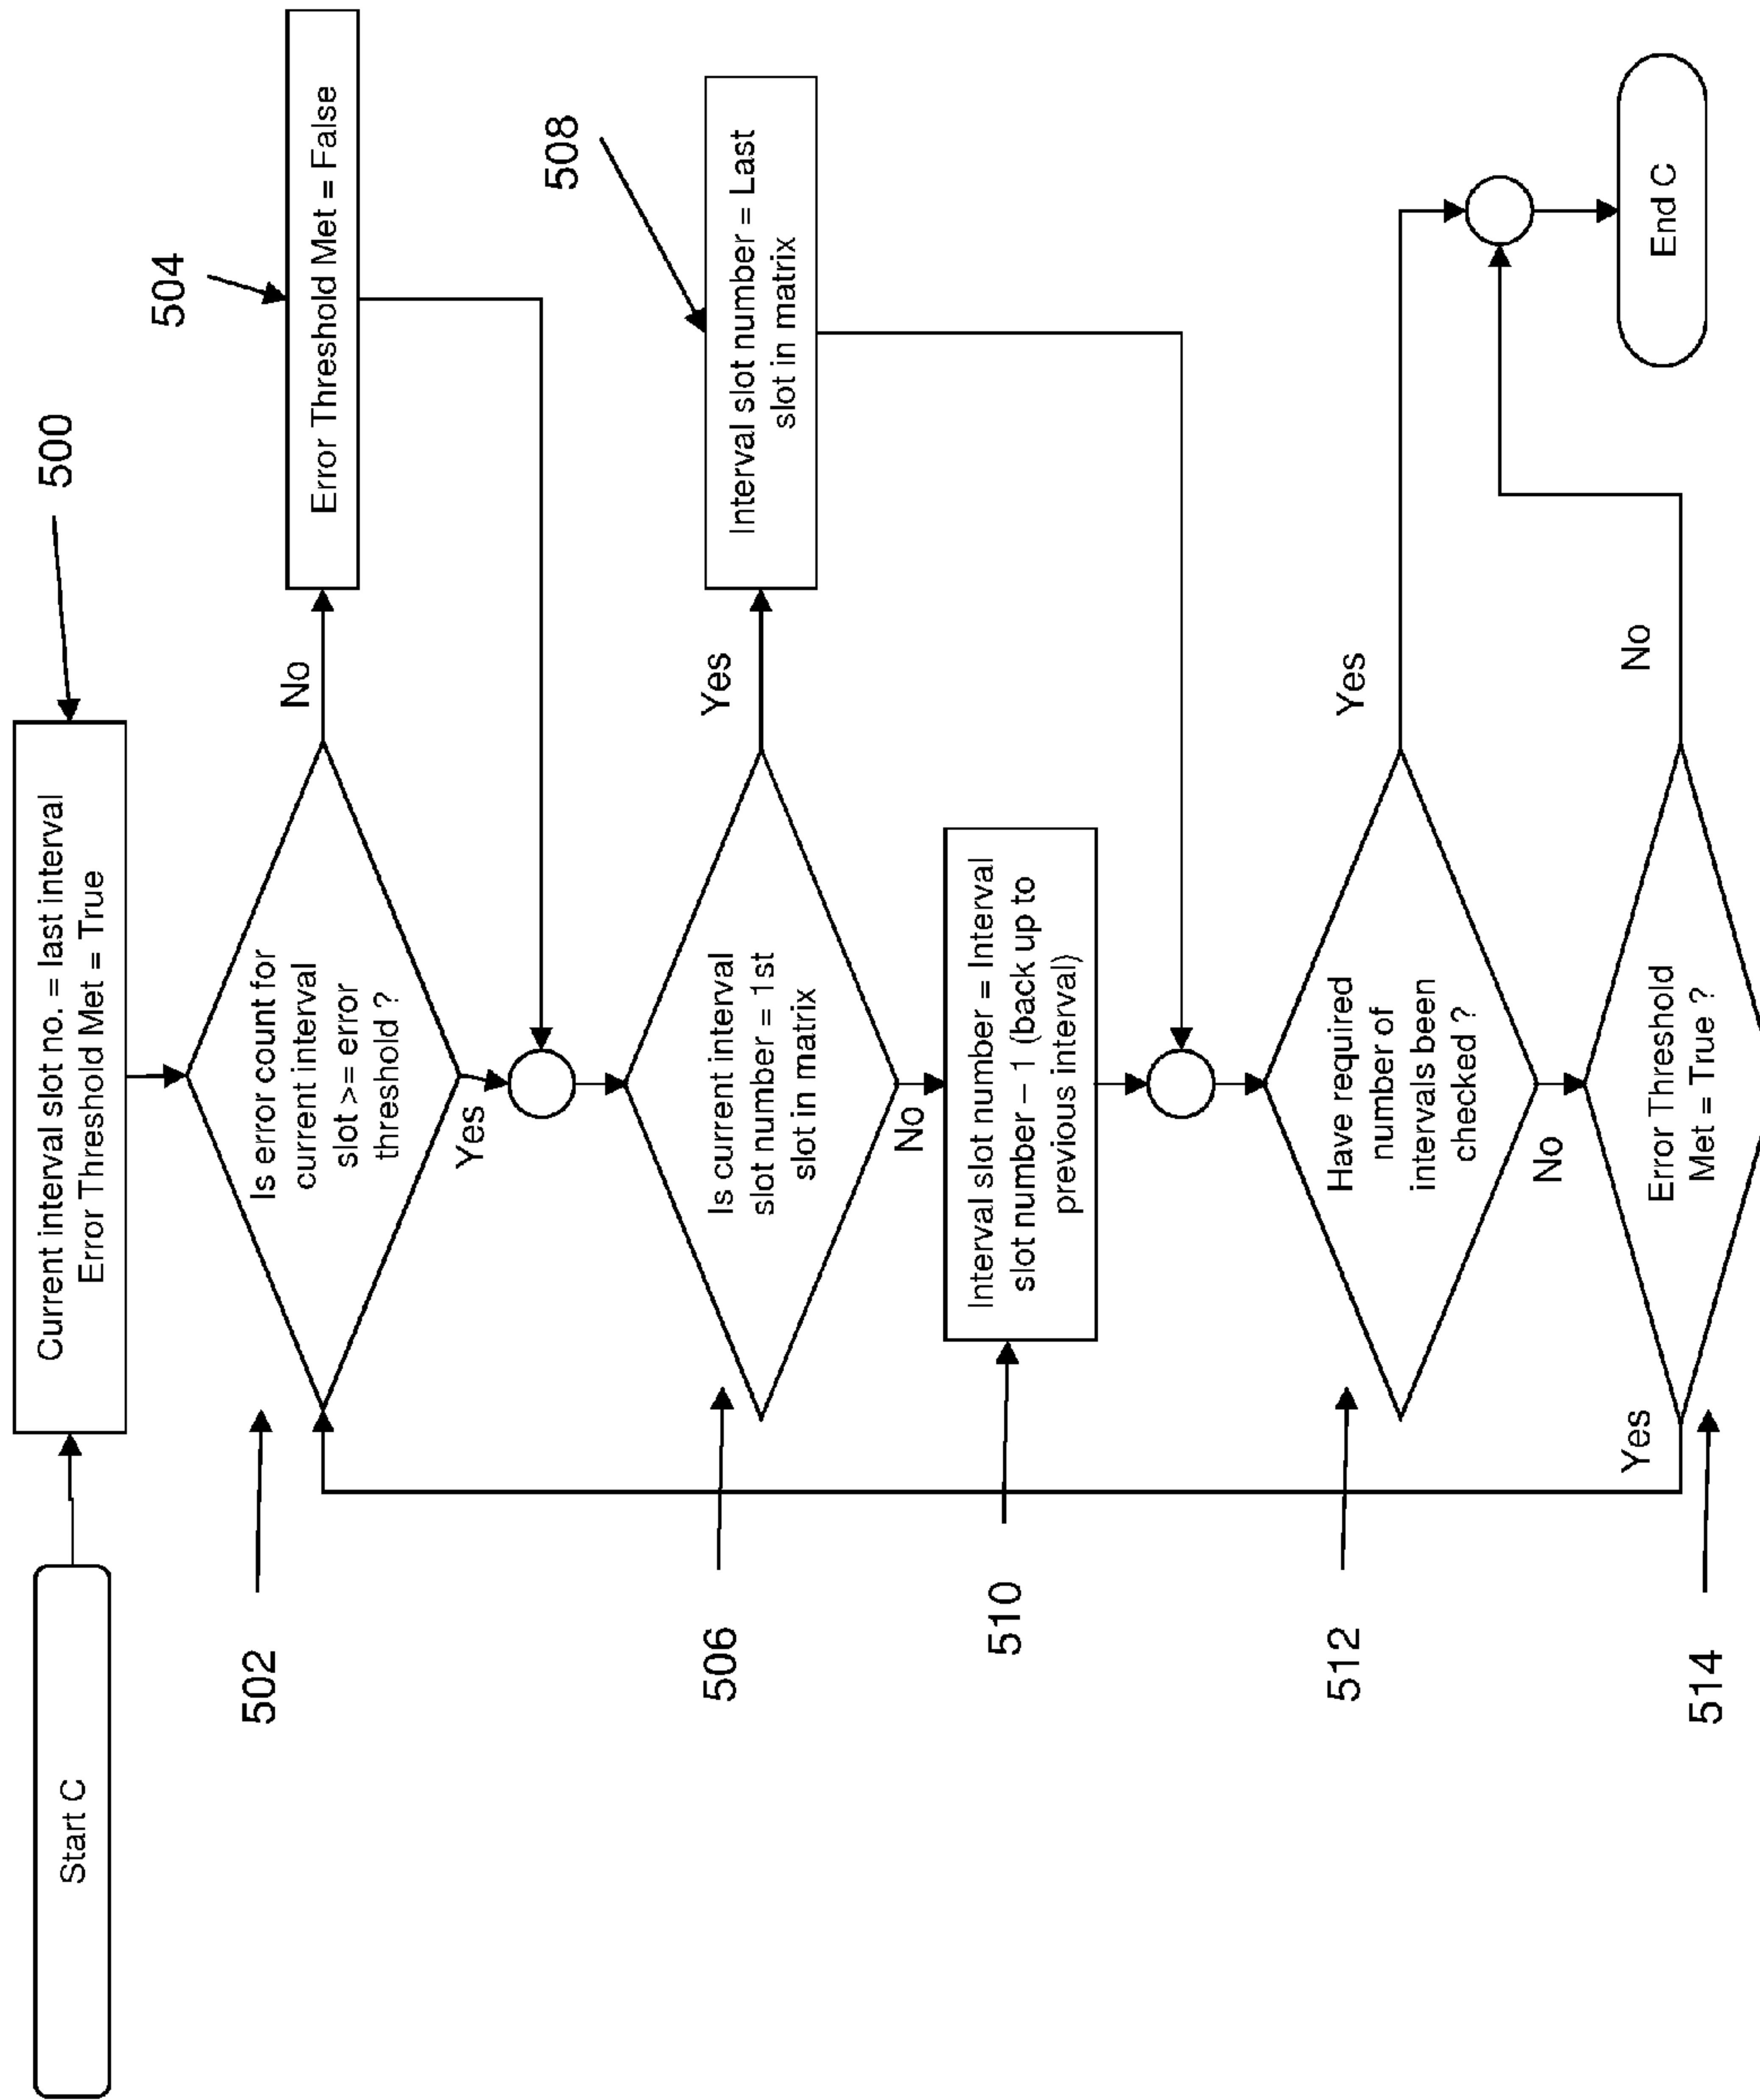 Start C
Current interval slot no. = last interval
Error Threshold Met = True
500
502
Is error count for
current interval
slot >= error
threshold ?
No
Yes
504
Error Threshold Met = False
506
Is current interval
slot number = 1st
slot in matrix
Yes
No
508
Interval slot number = Last
slot in matrix
510
Interval slot number = Interval
slot number – 1 (back up to
previous interval)
512
Have required
number of
intervals been
checked ?
Yes
No
514
Error Threshold
Met = True ?
Yes
No
End C